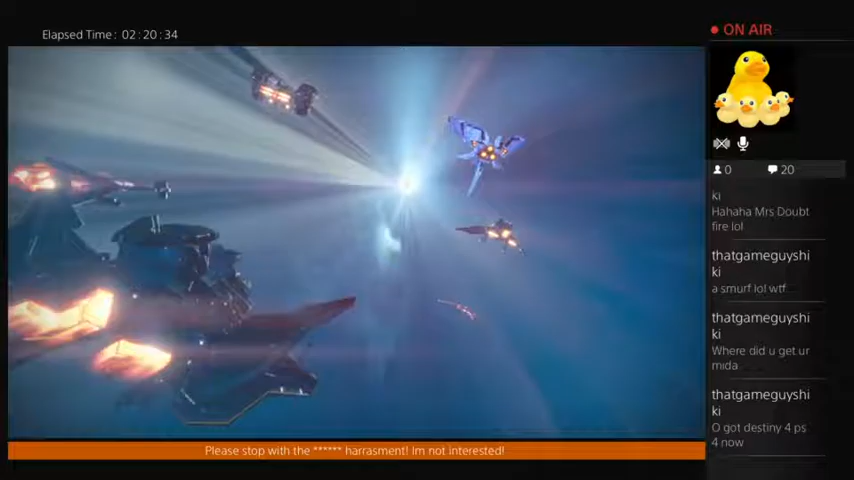 Elapsed Time : 02:20:34
ON AIR
0
20
ki
Hahaha Mrs Doubt
fire lol
thatgameguyshi
ki
a smurf lol wtf
thatgameguyshi
ki
Where did u get ur
mida
thatgameguyshi
ki
O got destiny 4 ps
4 now
Please stop with the ****** harrasment! Im not interested!